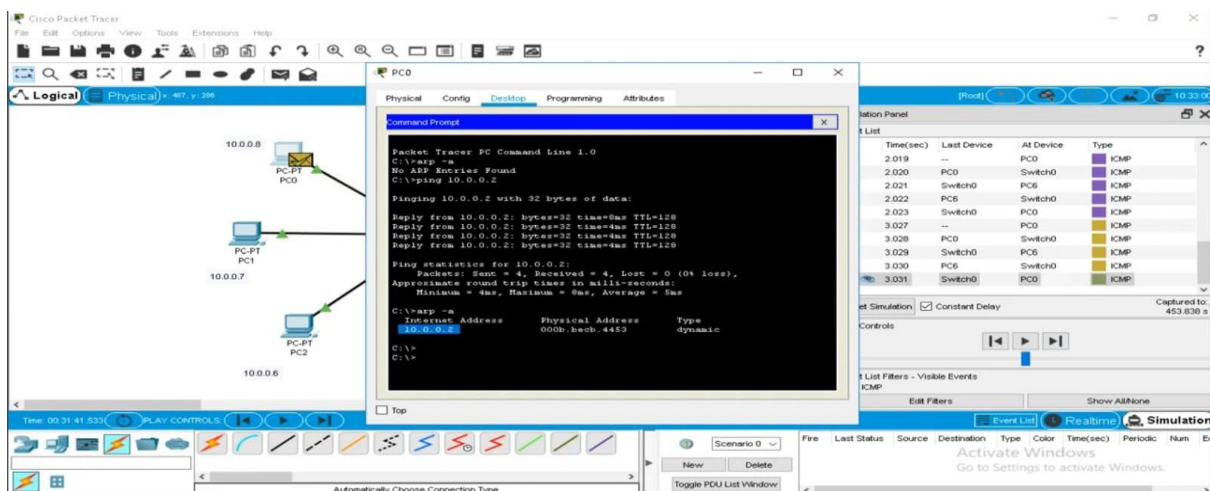 Cisco Packet Tracer
File Edit Options View Tools Extensions Help
?
Logical Physical x: 487, y: 286
[Root] 10:33:00
10.0.0.8
PC-PT
PC0
PC-PT
PC1
10.0.0.7
PC-PT
PC2
10.0.0.6
PC0
Physical Config Desktop Programming Attributes
Command Prompt X
Packet Tracer PC Command Line 1.0
C:\>arp -a
No ARP Entries Found
C:\>ping 10.0.0.2
Pinging 10.0.0.2 with 32 bytes of data:
Reply from 10.0.0.2: bytes=32 time=8ms TTL=128
Reply from 10.0.0.2: bytes=32 time=4ms TTL=128
Reply from 10.0.0.2: bytes=32 time=4ms TTL=128
Reply from 10.0.0.2: bytes=32 time=4ms TTL=128
Ping statistics for 10.0.0.2:
Packets: Sent = 4, Received = 4, Lost = 0 (0% loss),
Approximate round trip times in milli-seconds:
Minimum = 4ms, Maximum = 8ms, Average = 5ms
C:\>arp -a
Internet Address Physical Address Type
10.0.0.2 000b.becb.4453 dynamic
C:\>
C:\>
Top
lation Panel
t List
Time(sec) Last Device At Device Type
2.019 -- PC0 ICMP
2.020 PC0 Switch0 ICMP
2.021 Switch0 PC6 ICMP
2.022 PC6 Switch0 ICMP
2.023 Switch0 PC0 ICMP
3.027 -- PC0 ICMP
3.028 PC0 Switch0 ICMP
3.029 Switch0 PC6 ICMP
3.030 PC6 Switch0 ICMP
3.031 Switch0 PC0 ICMP
et Simulation Constant Delay Captured to:
453.838 s
Controls
t List Filters - Visible Events
ICMP
Edit Filters Show All/None
Time: 00:31:41.533 PLAY CONTROLS: Event List Realtime Simulation
Scenario 0
New Delete
Toggle PDU List Window
Fire Last Status Source Destination Type Color Time(sec) Periodic Num E
Activate Windows
Go to Settings to activate Windows.
Automatically Choose Connection Type